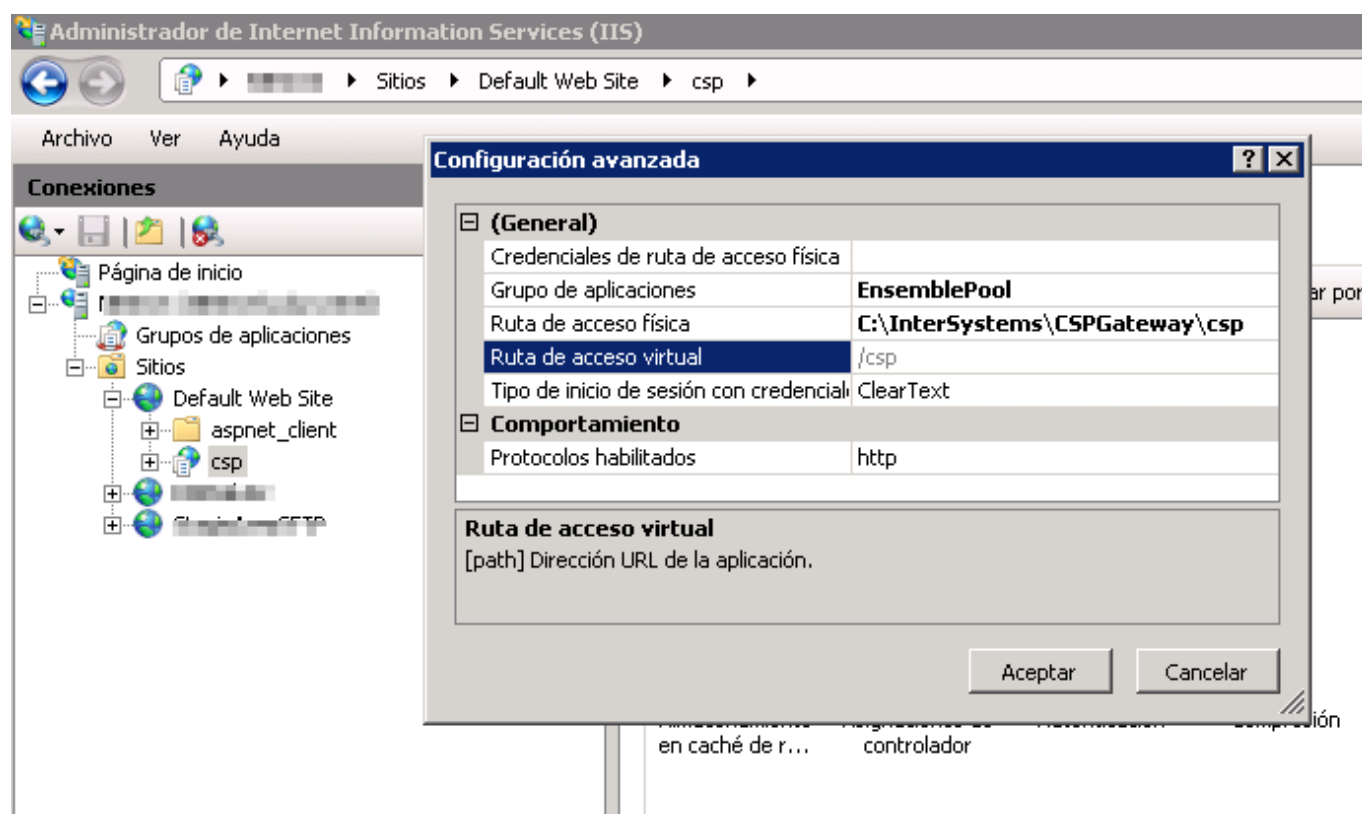 Administrador de Internet Information Services (IIS)
Sitios Default Web Site csp
Archivo Ver Ayuda
Conexiones
Página de inicio
Grupos de aplicaciones
Sitios
Default Web Site
aspnet_client
csp
Configuración avanzada
(General)
Credenciales de ruta de acceso física
Grupo de aplicaciones EnsemblePool
Ruta de acceso física C:\InterSystems\CSPGateway\csp
Ruta de acceso virtual /csp
Tipo de inicio de sesión con credenciale ClearText
Comportamiento
Protocolos habilitados http
Ruta de acceso virtual
[path] Dirección URL de la aplicación.
Aceptar Cancelar
ar por
en caché de r... controlador